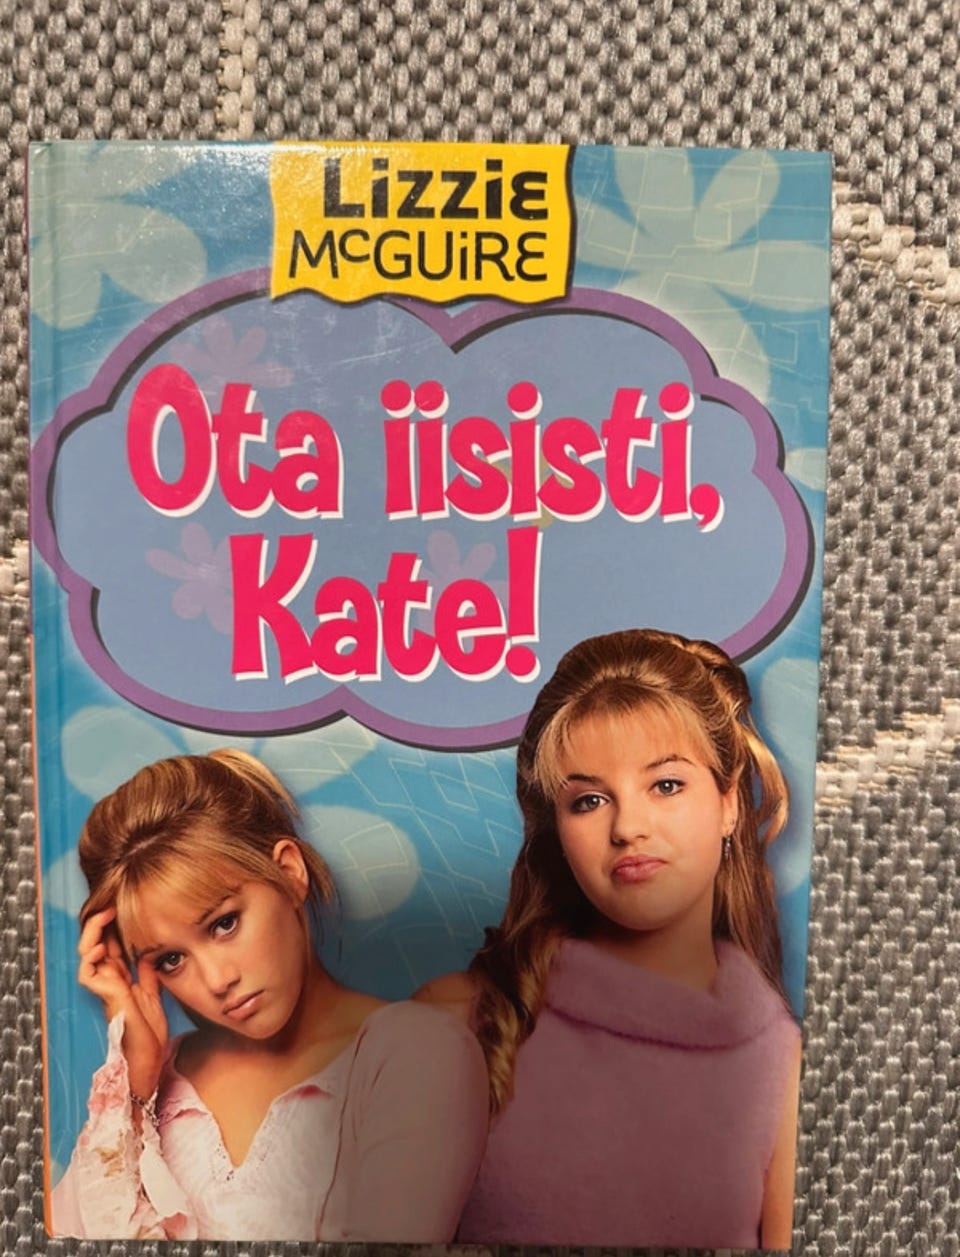 Lizzie
McGUiRE
Ota iisisti,
Kate!